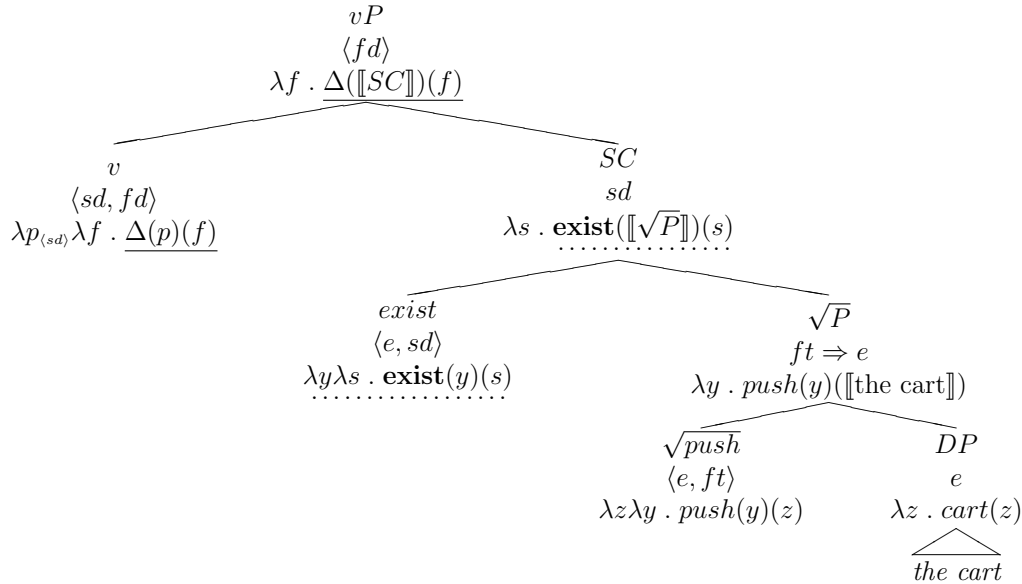 vP
⟨fd⟩
λf . Δ(⟦SC⟧)(f)
v
⟨sd, fd⟩
λp⟨sd⟩λf . Δ(p)(f)
SC
sd
λs . exist(⟦√P⟧)(s)
exist
⟨e, sd⟩
λyλs . exist(y)(s)
√P
ft ⇒ e
λy . push(y)(⟦the cart⟧)
√push
⟨e, ft⟩
λzλy . push(y)(z)
DP
e
λz . cart(z)
the cart